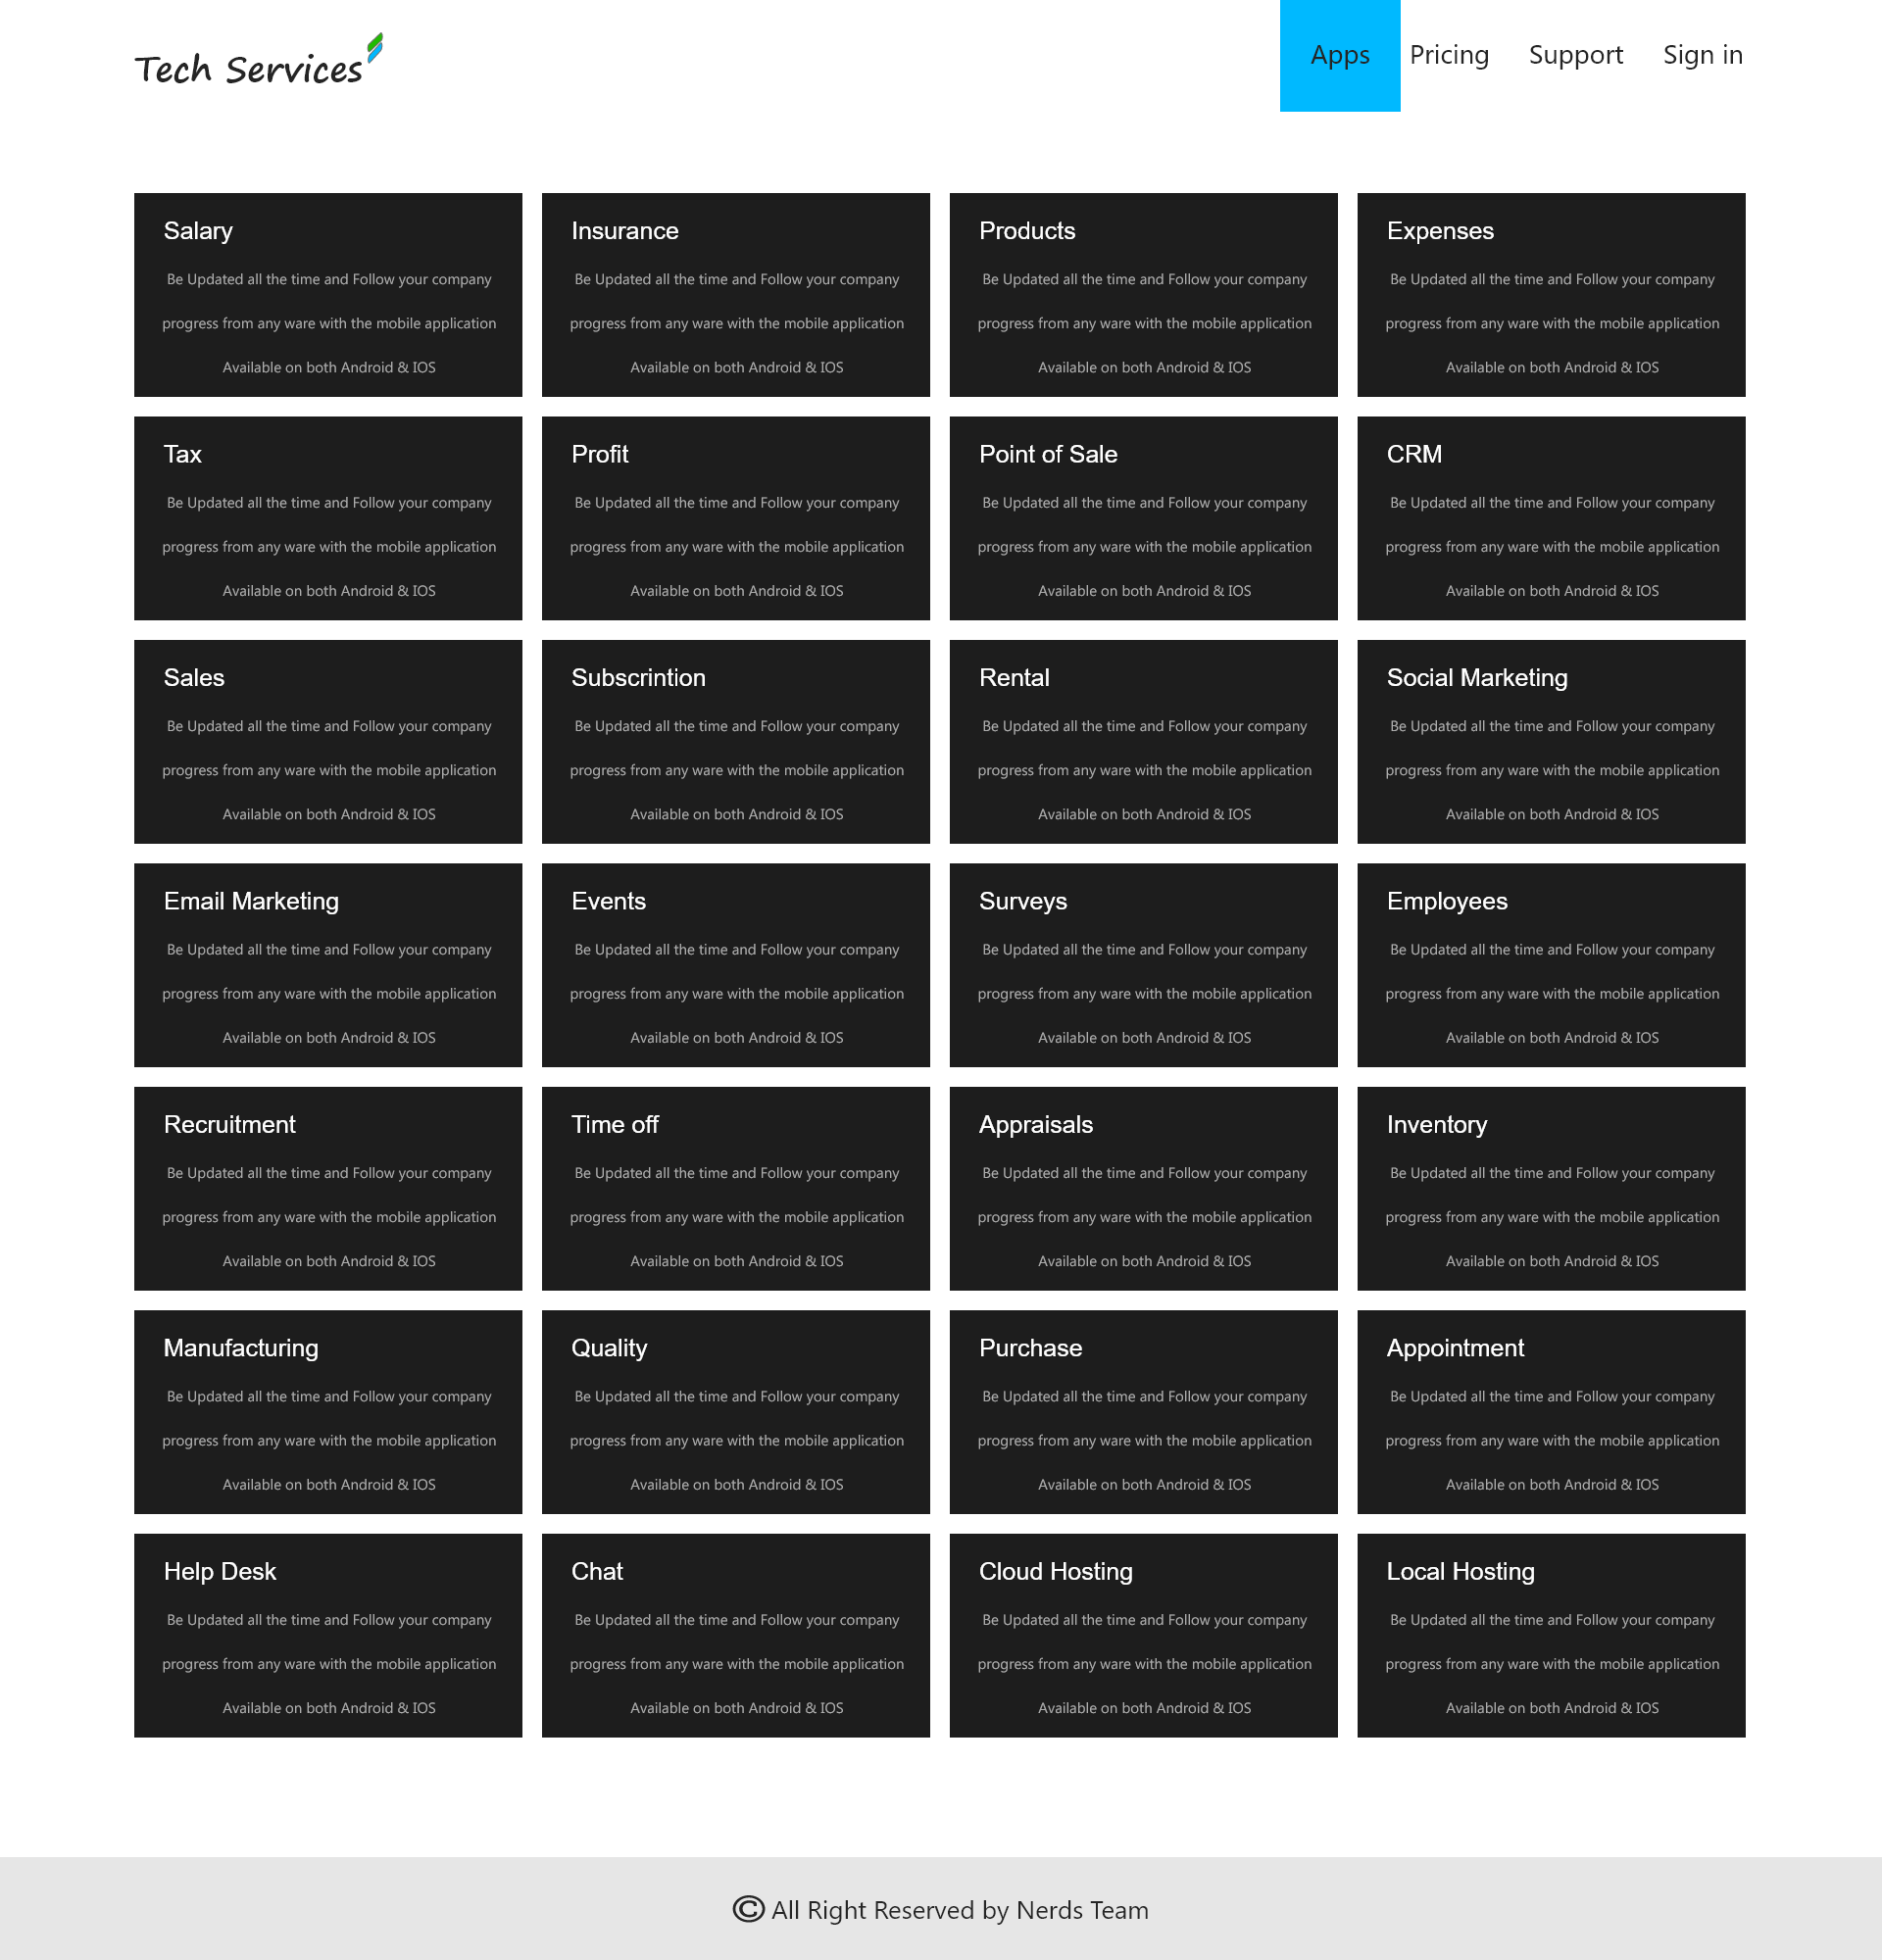 Tech Services
Apps Pricing Support Sign in
Salary
Be Updated all the time and Follow your company
progress from any ware with the mobile application
Available on both Android & IOS
Insurance
Be Updated all the time and Follow your company
progress from any ware with the mobile application
Available on both Android & IOS
Products
Be Updated all the time and Follow your company
progress from any ware with the mobile application
Available on both Android & IOS
Expenses
Be Updated all the time and Follow your company
progress from any ware with the mobile application
Available on both Android & IOS
Tax
Be Updated all the time and Follow your company
progress from any ware with the mobile application
Available on both Android & IOS
Profit
Be Updated all the time and Follow your company
progress from any ware with the mobile application
Available on both Android & IOS
Point of Sale
Be Updated all the time and Follow your company
progress from any ware with the mobile application
Available on both Android & IOS
CRM
Be Updated all the time and Follow your company
progress from any ware with the mobile application
Available on both Android & IOS
Sales
Be Updated all the time and Follow your company
progress from any ware with the mobile application
Available on both Android & IOS
Subscrintion
Be Updated all the time and Follow your company
progress from any ware with the mobile application
Available on both Android & IOS
Rental
Be Updated all the time and Follow your company
progress from any ware with the mobile application
Available on both Android & IOS
Social Marketing
Be Updated all the time and Follow your company
progress from any ware with the mobile application
Available on both Android & IOS
Email Marketing
Be Updated all the time and Follow your company
progress from any ware with the mobile application
Available on both Android & IOS
Events
Be Updated all the time and Follow your company
progress from any ware with the mobile application
Available on both Android & IOS
Surveys
Be Updated all the time and Follow your company
progress from any ware with the mobile application
Available on both Android & IOS
Employees
Be Updated all the time and Follow your company
progress from any ware with the mobile application
Available on both Android & IOS
Recruitment
Be Updated all the time and Follow your company
progress from any ware with the mobile application
Available on both Android & IOS
Time off
Be Updated all the time and Follow your company
progress from any ware with the mobile application
Available on both Android & IOS
Appraisals
Be Updated all the time and Follow your company
progress from any ware with the mobile application
Available on both Android & IOS
Inventory
Be Updated all the time and Follow your company
progress from any ware with the mobile application
Available on both Android & IOS
Manufacturing
Be Updated all the time and Follow your company
progress from any ware with the mobile application
Available on both Android & IOS
Quality
Be Updated all the time and Follow your company
progress from any ware with the mobile application
Available on both Android & IOS
Purchase
Be Updated all the time and Follow your company
progress from any ware with the mobile application
Available on both Android & IOS
Appointment
Be Updated all the time and Follow your company
progress from any ware with the mobile application
Available on both Android & IOS
Help Desk
Be Updated all the time and Follow your company
progress from any ware with the mobile application
Available on both Android & IOS
Chat
Be Updated all the time and Follow your company
progress from any ware with the mobile application
Available on both Android & IOS
Cloud Hosting
Be Updated all the time and Follow your company
progress from any ware with the mobile application
Available on both Android & IOS
Local Hosting
Be Updated all the time and Follow your company
progress from any ware with the mobile application
Available on both Android & IOS
© All Right Reserved by Nerds Team